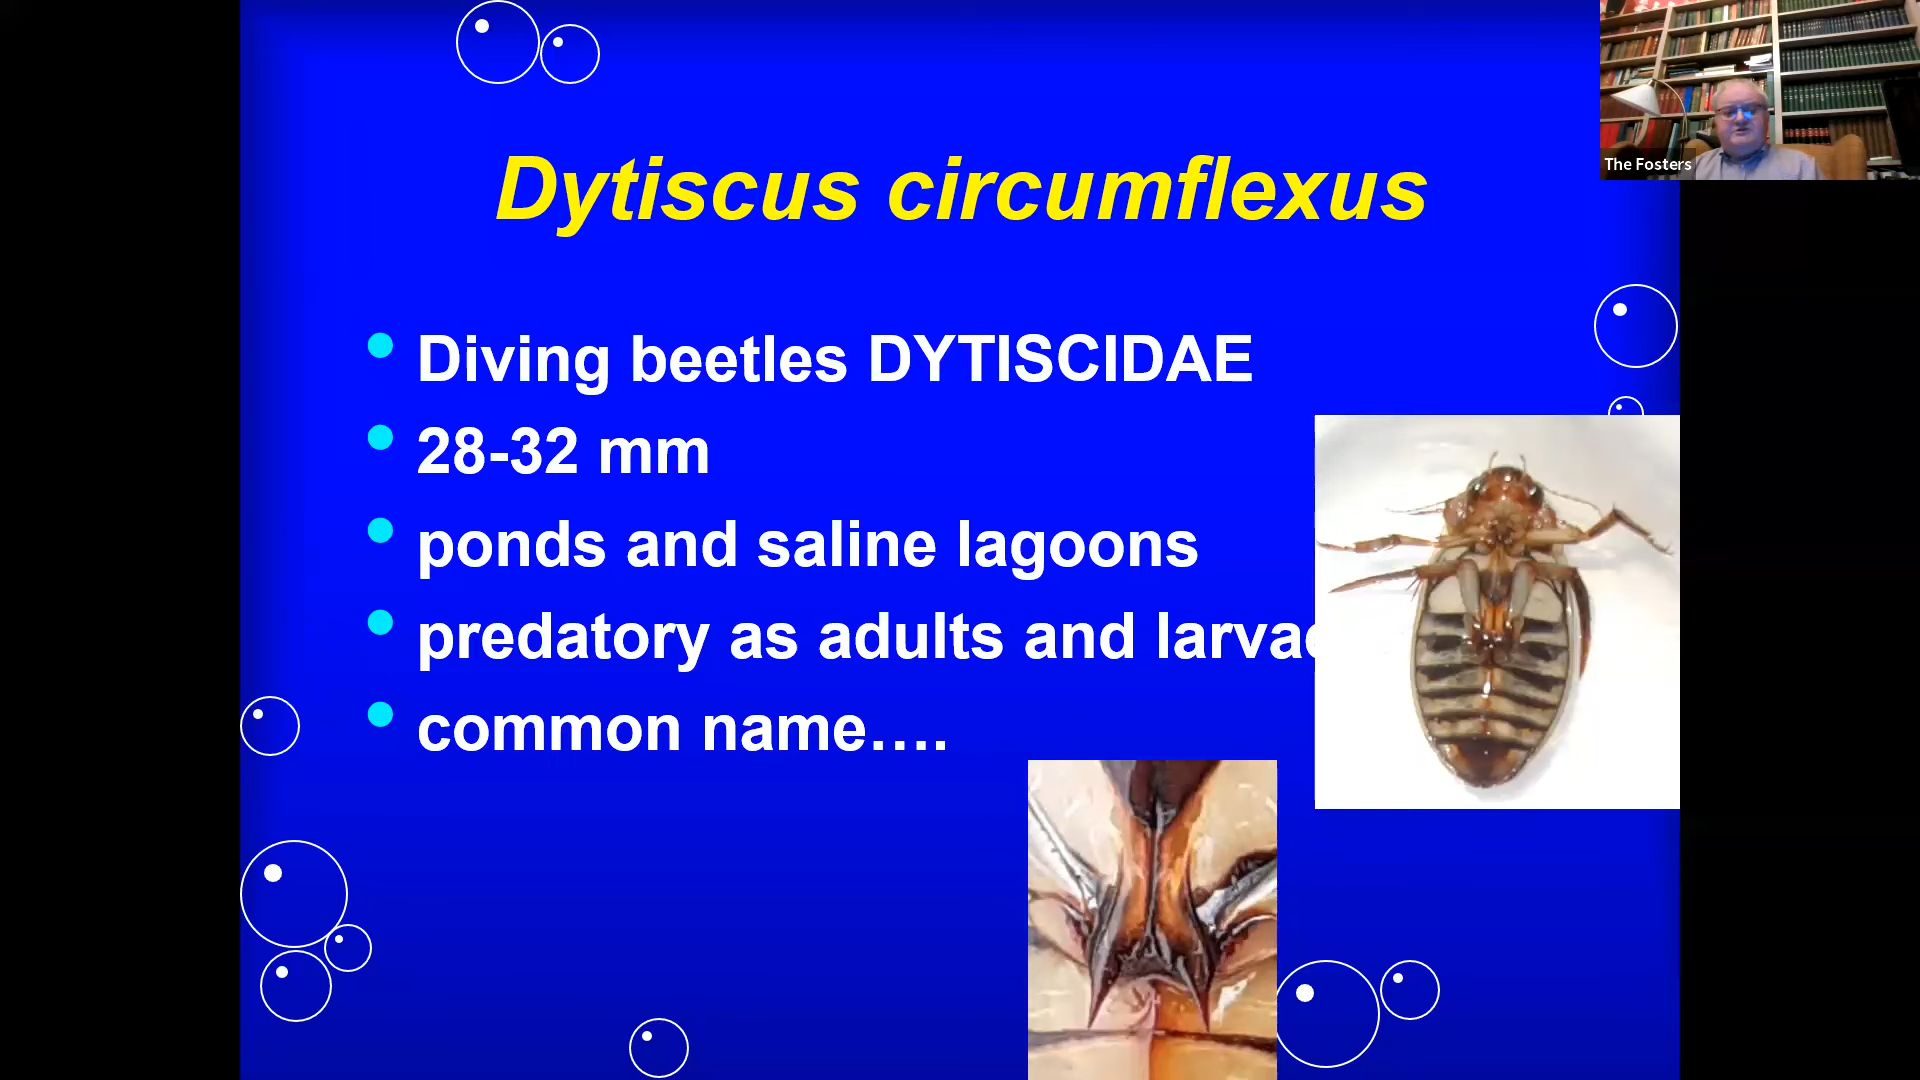 Dytiscus circumflexus
The Fosters
Diving beetles DYTISCIDAE
28-32 mm
ponds and saline lagoons
predatory as adults and larvae
common name….